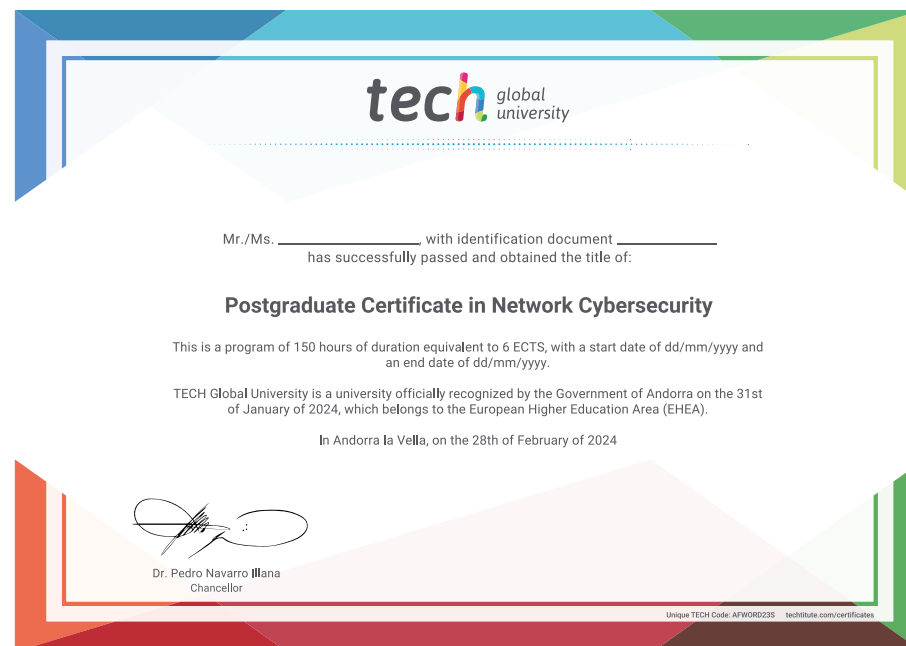 tech global
university
Mr./Ms. ____________, with identification document ____________
has successfully passed and obtained the title of:
Postgraduate Certificate in Network Cybersecurity
This is a program of 150 hours of duration equivalent to 6 ECTS, with a start date of dd/mm/yyyy and
an end date of dd/mm/yyyy.
TECH Global University is a university officially recognized by the Government of Andorra on the 31st
of January of 2024, which belongs to the European Higher Education Area (EHEA).
In Andorra la Vella, on the 28th of February of 2024
Dr. Pedro Navarro Illana
Chancellor
Unique TECH Code: AFWORD23S techtitute.com/certificates